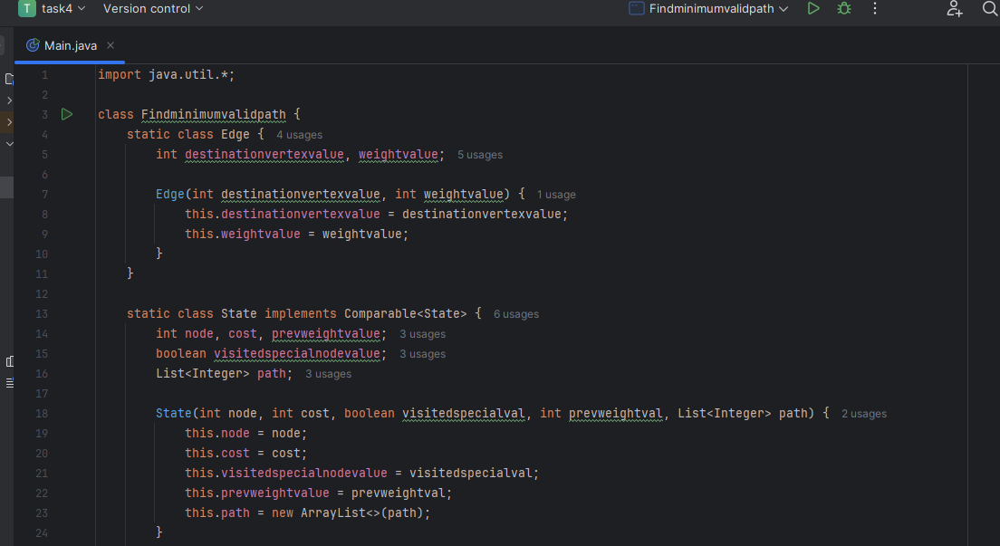 T task4 Version control Findminimumvalidpath
Main.java
1 import java.util.*;
2
3 class Findminimumvalidpath {
4 static class Edge { 4 usages
5 int destinationvertexvalue, weightvalue; 5 usages
6
7 Edge(int destinationvertexvalue, int weightvalue) { 1 usage
8 this.destinationvertexvalue = destinationvertexvalue;
9 this.weightvalue = weightvalue;
10 }
11 }
12
13 static class State implements Comparable<State> { 6 usages
14 int node, cost, prevweightvalue; 3 usages
15 boolean visitedspecialnodevalue; 3 usages
16 List<Integer> path; 3 usages
17
18 State(int node, int cost, boolean visitedspecialval, int prevweightval, List<Integer> path) { 2 usages
19 this.node = node;
20 this.cost = cost;
21 this.visitedspecialnodevalue = visitedspecialval;
22 this.prevweightvalue = prevweightval;
23 this.path = new ArrayList<>(path);
24 }